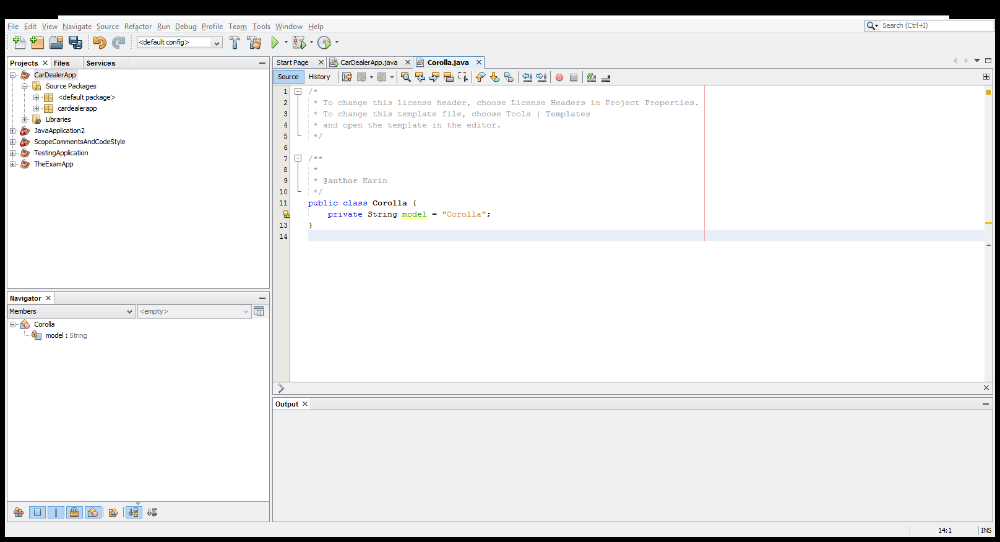 File Edit View Navigate Source Refactor Run Debug Profile Team Tools Window Help
Search (Ctrl+I)
<default config>
Projects Files Services
CarDealerApp
Source Packages
<default package>
cardealerapp
Libraries
JavaApplication2
ScopeCommentsAndCodeStyle
TestingApplication
TheExamApp
Navigator
Members <empty>
Corolla
model : String
Start Page CarDealerApp.java Corolla.java
Source History
1 /*
2 * To change this license header, choose License Headers in Project Properties.
3 * To change this template file, choose Tools | Templates
4 * and open the template in the editor.
5 */
6
7 /**
8 *
9 * @author Karin
10 */
11 public class Corolla {
private String model = "Corolla";
13 }
14
Output
14:1 INS